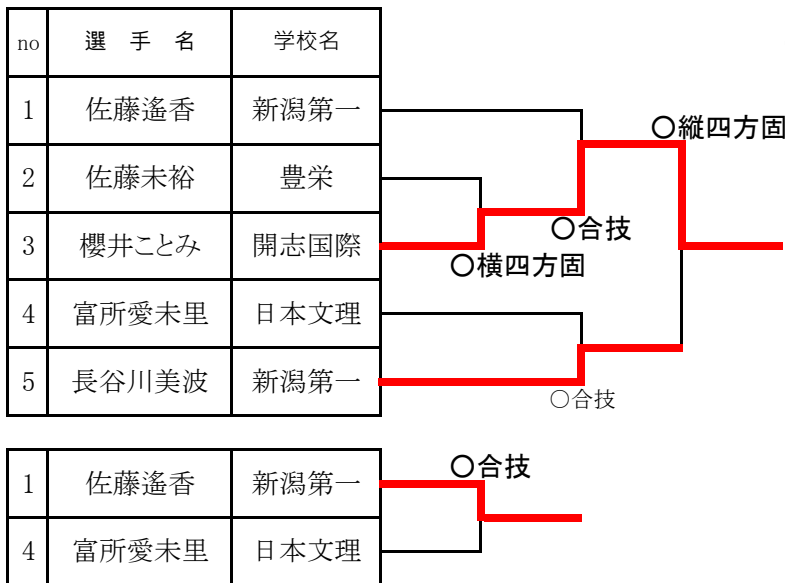 no 選 手 名 学校名
1 佐藤遙香 新潟第一
2 佐藤未裕 豊栄
3 櫻井ことみ 開志国際
4 富所愛未里 日本文理
5 長谷川美波 新潟第一
〇縦四方固
〇合技
〇横四方固
○合技
1 佐藤遙香 新潟第一
4 富所愛未里 日本文理
〇合技